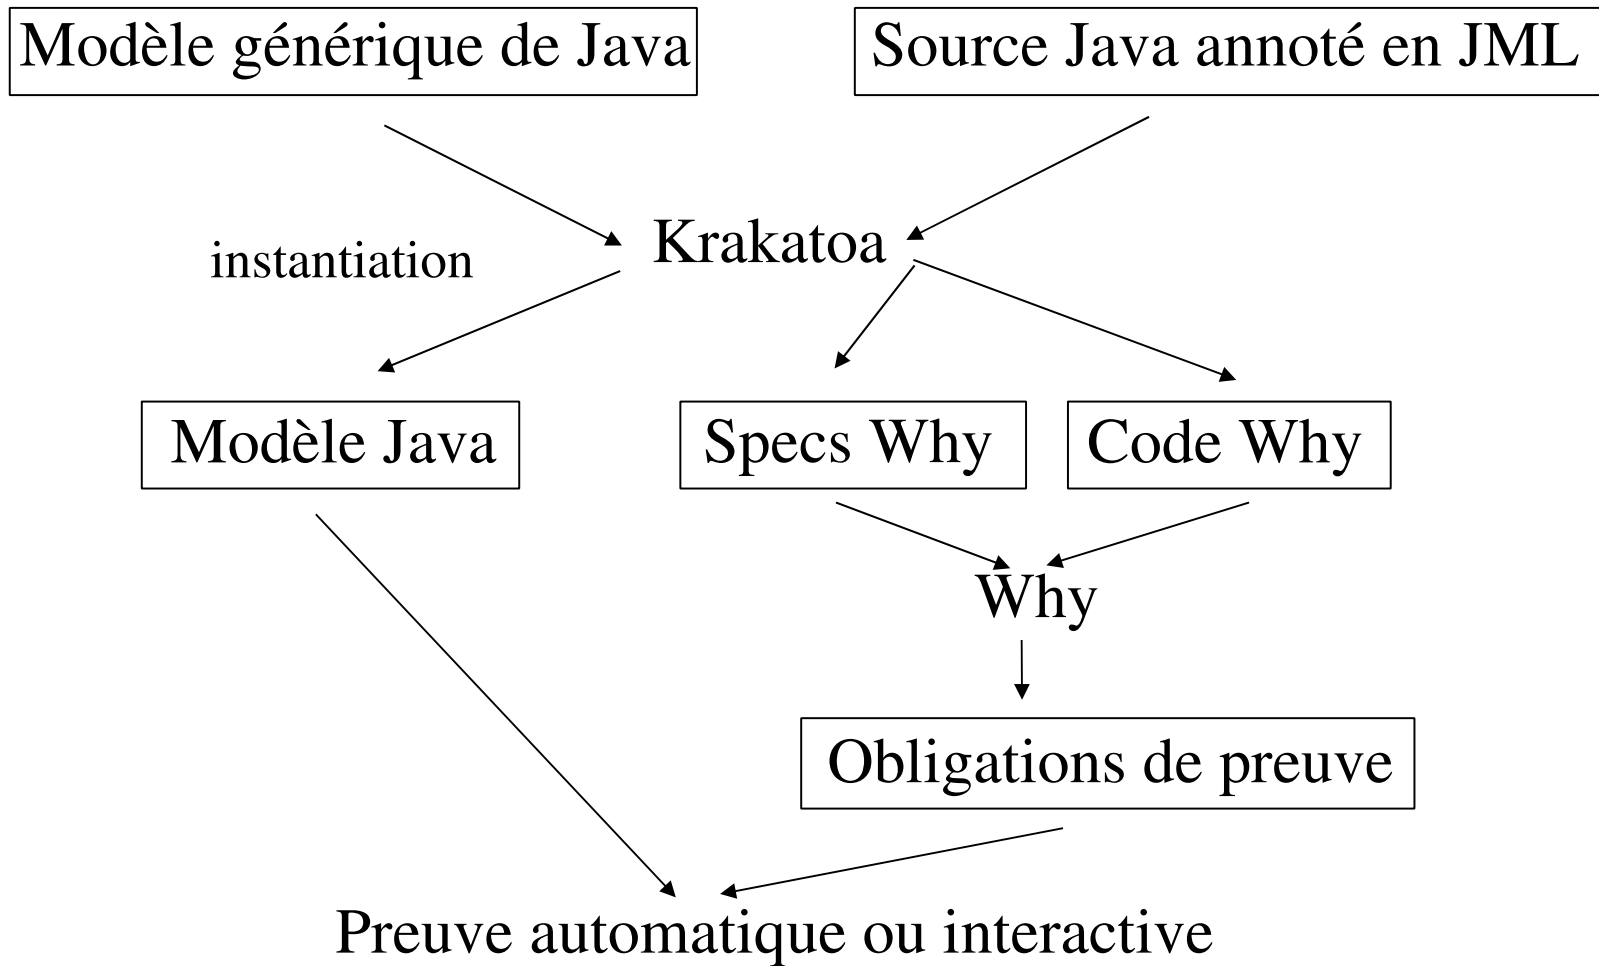 Modèle générique de Java
Source Java annoté en JML
Krakatoa
instantiation
Modèle Java
Specs Why
Code Why
Why
Obligations de preuve
Preuve automatique ou interactive